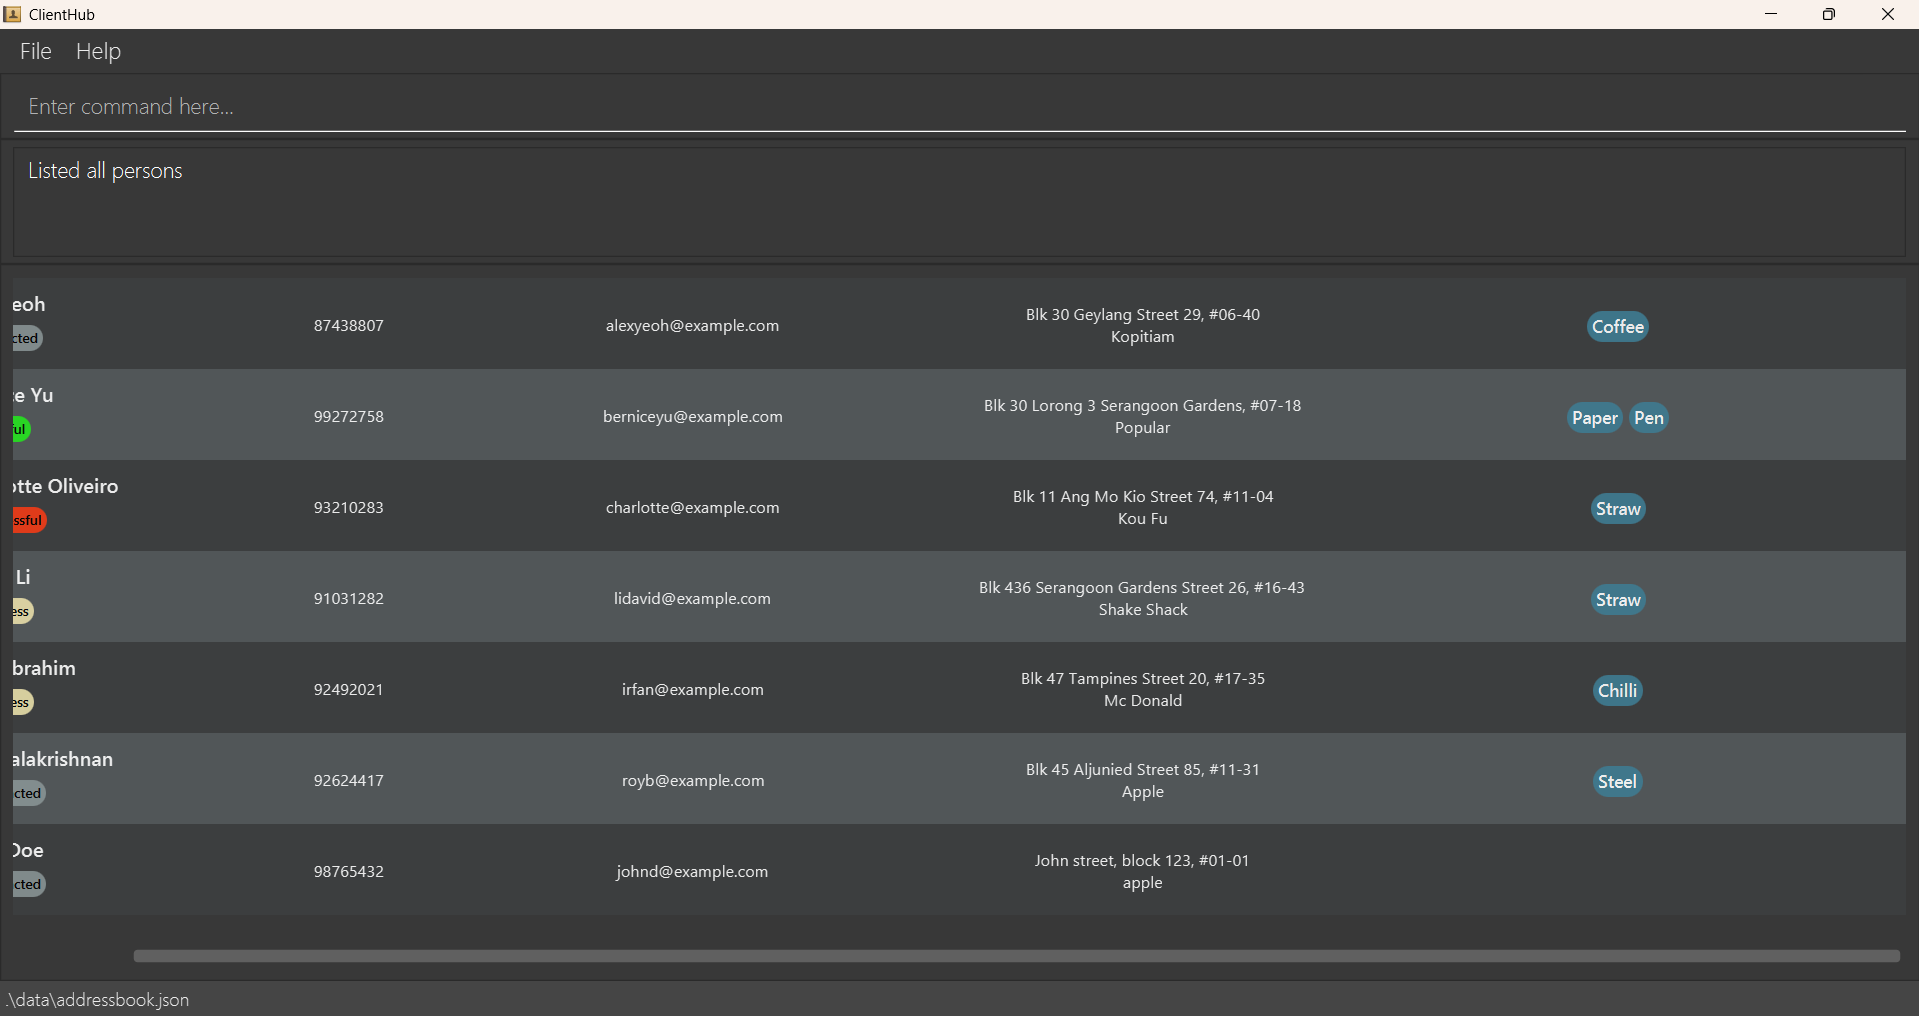 ClientHub
File Help
Enter command here...
Listed all persons
eoh
cted
87438807
alexyeoh@example.com
Blk 30 Geylang Street 29, #06-40
Kopitiam
Coffee
ce Yu
ful
99272758
berniceyu@example.com
Blk 30 Lorong 3 Serangoon Gardens, #07-18
Popular
Paper Pen
otte Oliveiro
ssful
93210283
charlotte@example.com
Blk 11 Ang Mo Kio Street 74, #11-04
Kou Fu
Straw
Li
ess
91031282
lidavid@example.com
Blk 436 Serangoon Gardens Street 26, #16-43
Shake Shack
Straw
brahim
ess
92492021
irfan@example.com
Blk 47 Tampines Street 20, #17-35
Mc Donald
Chilli
alakrishnan
cted
92624417
royb@example.com
Blk 45 Aljunied Street 85, #11-31
Apple
Steel
Doe
cted
98765432
johnd@example.com
John street, block 123, #01-01
apple
.\data\addressbook.json